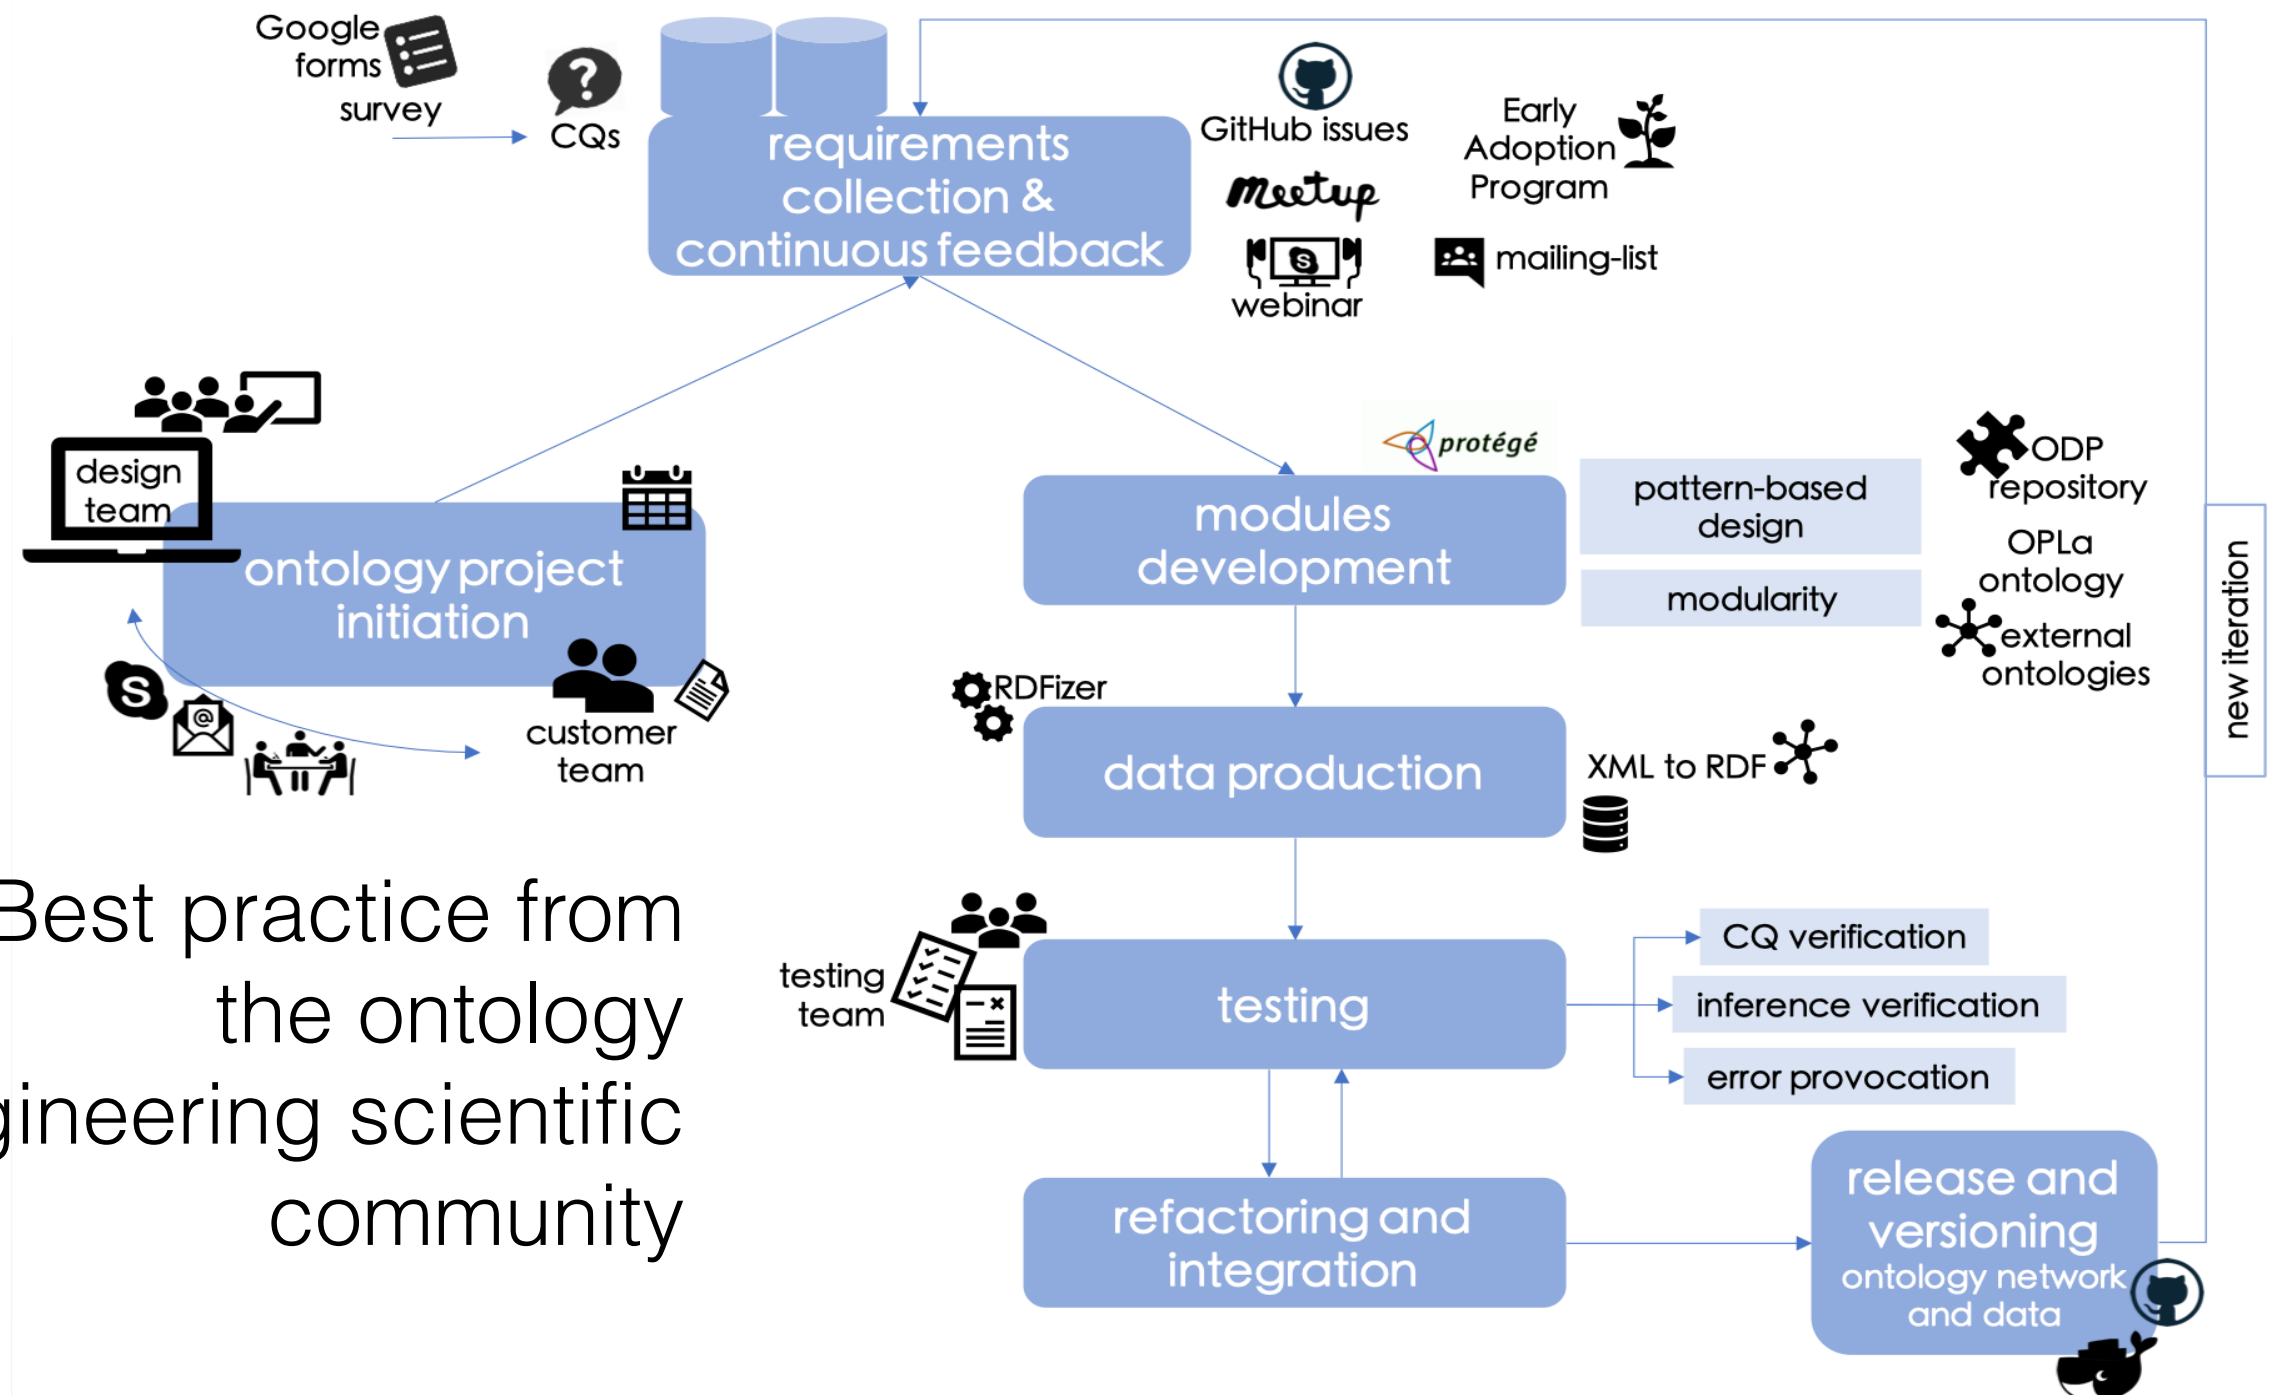 Google
forms
survey
CQs
requirements
collection &
continuous feedback
GitHub issues
Early
Adoption
Program
meetup
S
webinar
mailing-list
design
team
ontology project
initiation
S
@
customer
team
protégé
modules
development
pattern-based
design
modularity
ODP
repository
OPLa
ontology
external
ontologies
new iteration
RDFizer
data production
XML to RDF
testing
team
testing
CQ verification
inference verification
error provocation
refactoring and
integration
release and
versioning
ontology network
and data
Best practice from
the ontology
gineering scientific
community